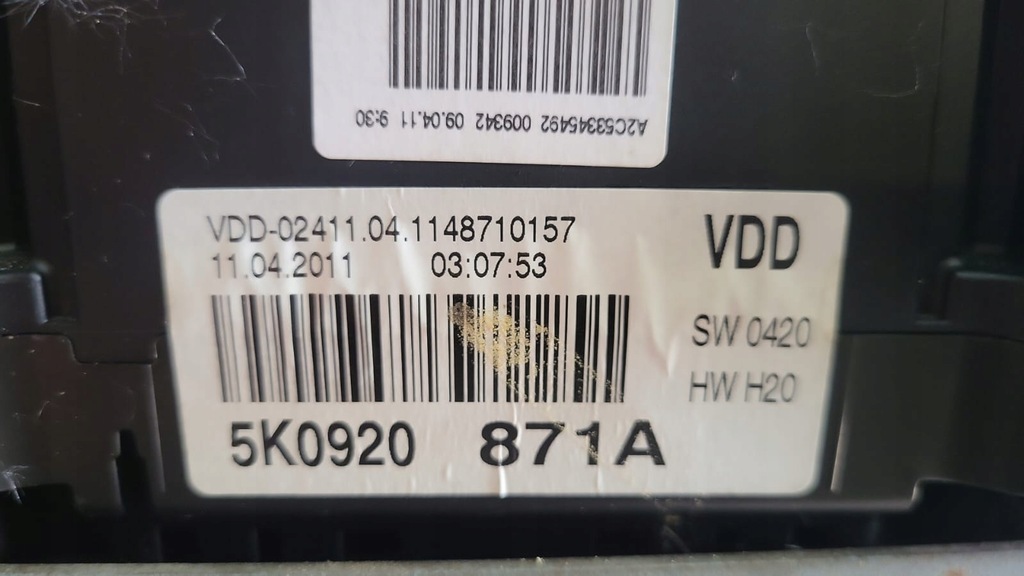 A2C53345492 009342 09.04.11 9:30
VDD-02411.04.1148710157
11.04.2011 03:07:53
VDD
SW 0420
HW H20
5K0920 871A